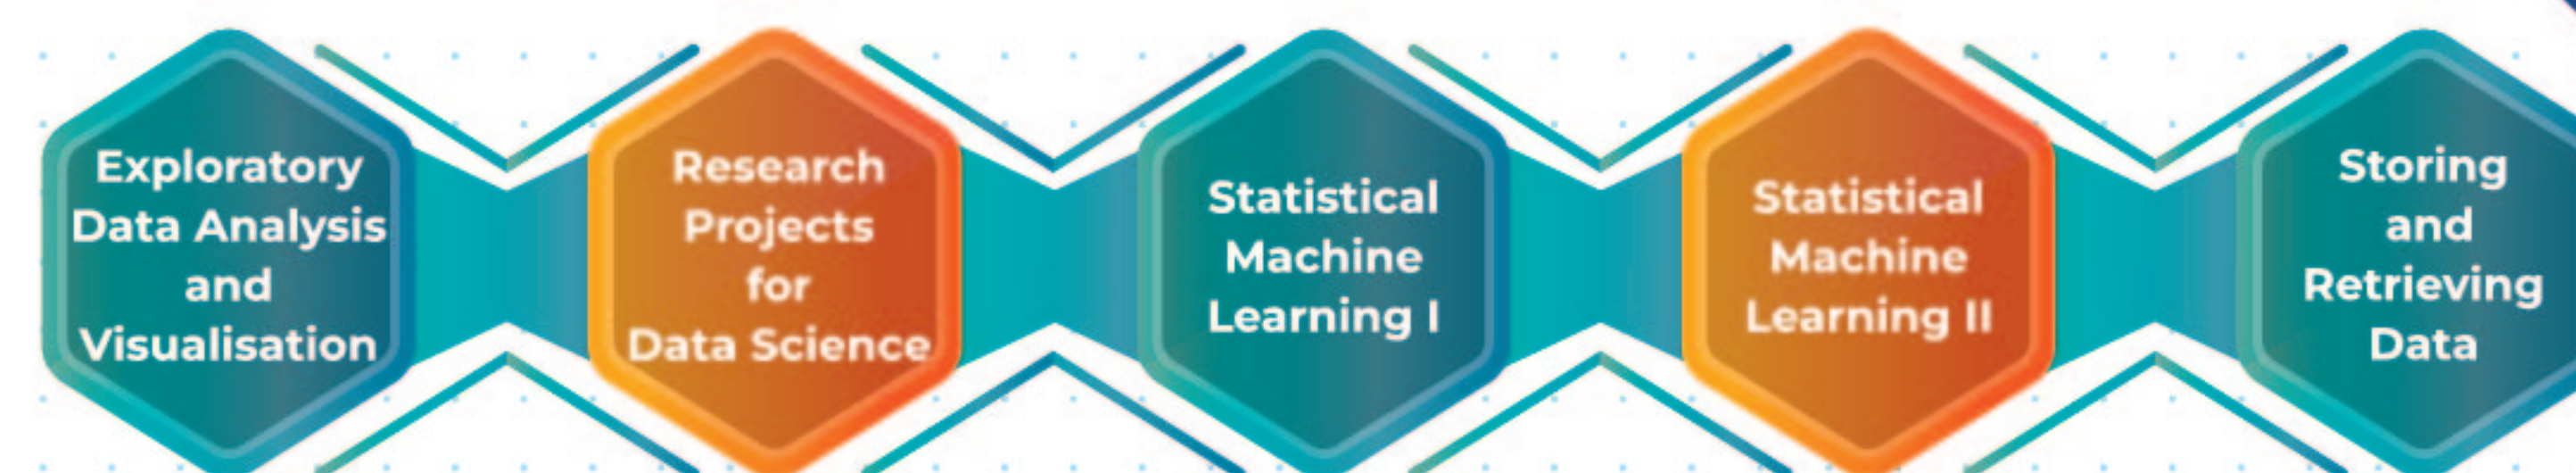 Exploratory
Data Analysis
and
Visualisation
Research
Projects
for
Data Science
Statistical
Machine
Learning I
Statistical
Machine
Learning II
Storing
and
Retrieving
Data